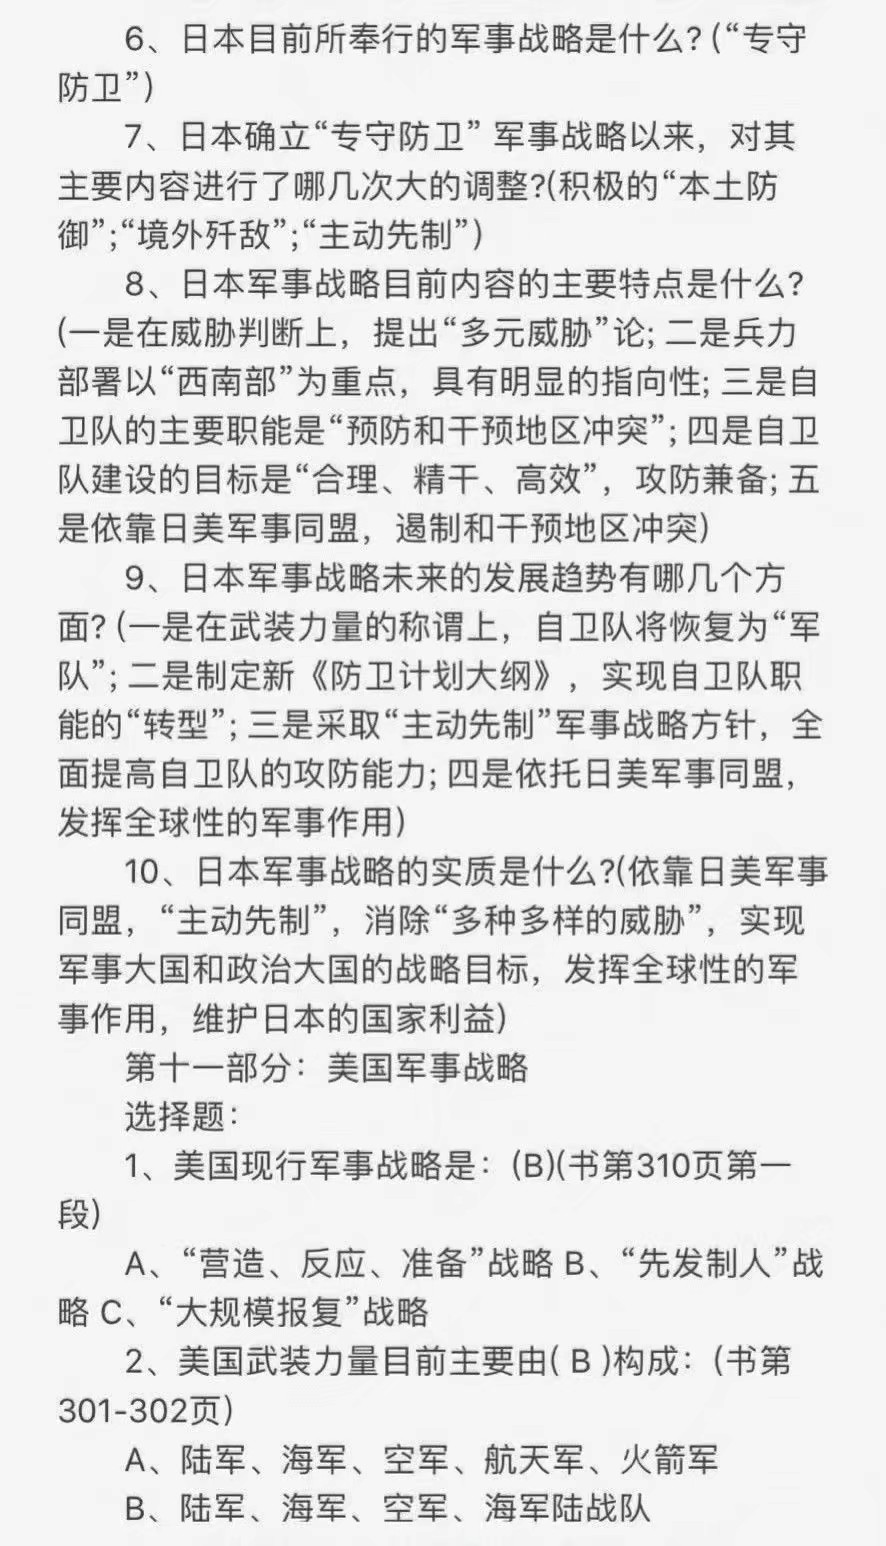 6、日本目前所奉行的军事战略是什么? (“专守
防卫”)
7、日本确立“专守防卫” 军事战略以来，对其
主要内容进行了哪几次大的调整?(积极的“本土防
御”;“境外歼敌”;“主动先制”)
8、日本军事战略目前内容的主要特点是什么?
(一是在威胁判断上，提出“多元威胁”论; 二是兵力
部署以“西南部”为重点，具有明显的指向性; 三是自
卫队的主要职能是“预防和干预地区冲突”; 四是自卫
队建设的目标是“合理、精干、高效”，攻防兼备; 五
是依靠日美军事同盟，遏制和干预地区冲突)
9、日本军事战略未来的发展趋势有哪几个方
面? (一是在武装力量的称谓上，自卫队将恢复为“军
队”; 二是制定新《防卫计划大纲》，实现自卫队职
能的“转型”; 三是采取“主动先制”军事战略方针，全
面提高自卫队的攻防能力; 四是依托日美军事同盟，
发挥全球性的军事作用)
10、日本军事战略的实质是什么?(依靠日美军事
同盟，“主动先制”，消除“多种多样的威胁”，实现
军事大国和政治大国的战略目标，发挥全球性的军
事作用，维护日本的国家利益)
第十一部分：美国军事战略
选择题：
1、美国现行军事战略是：(B)(书第310页第一
段)
A、“营造、反应、准备”战略 B、“先发制人”战
略 C、“大规模报复”战略
2、美国武装力量目前主要由( B )构成：(书第
301-302页)
A、陆军、海军、空军、航天军、火箭军
B、陆军、海军、空军、海军陆战队